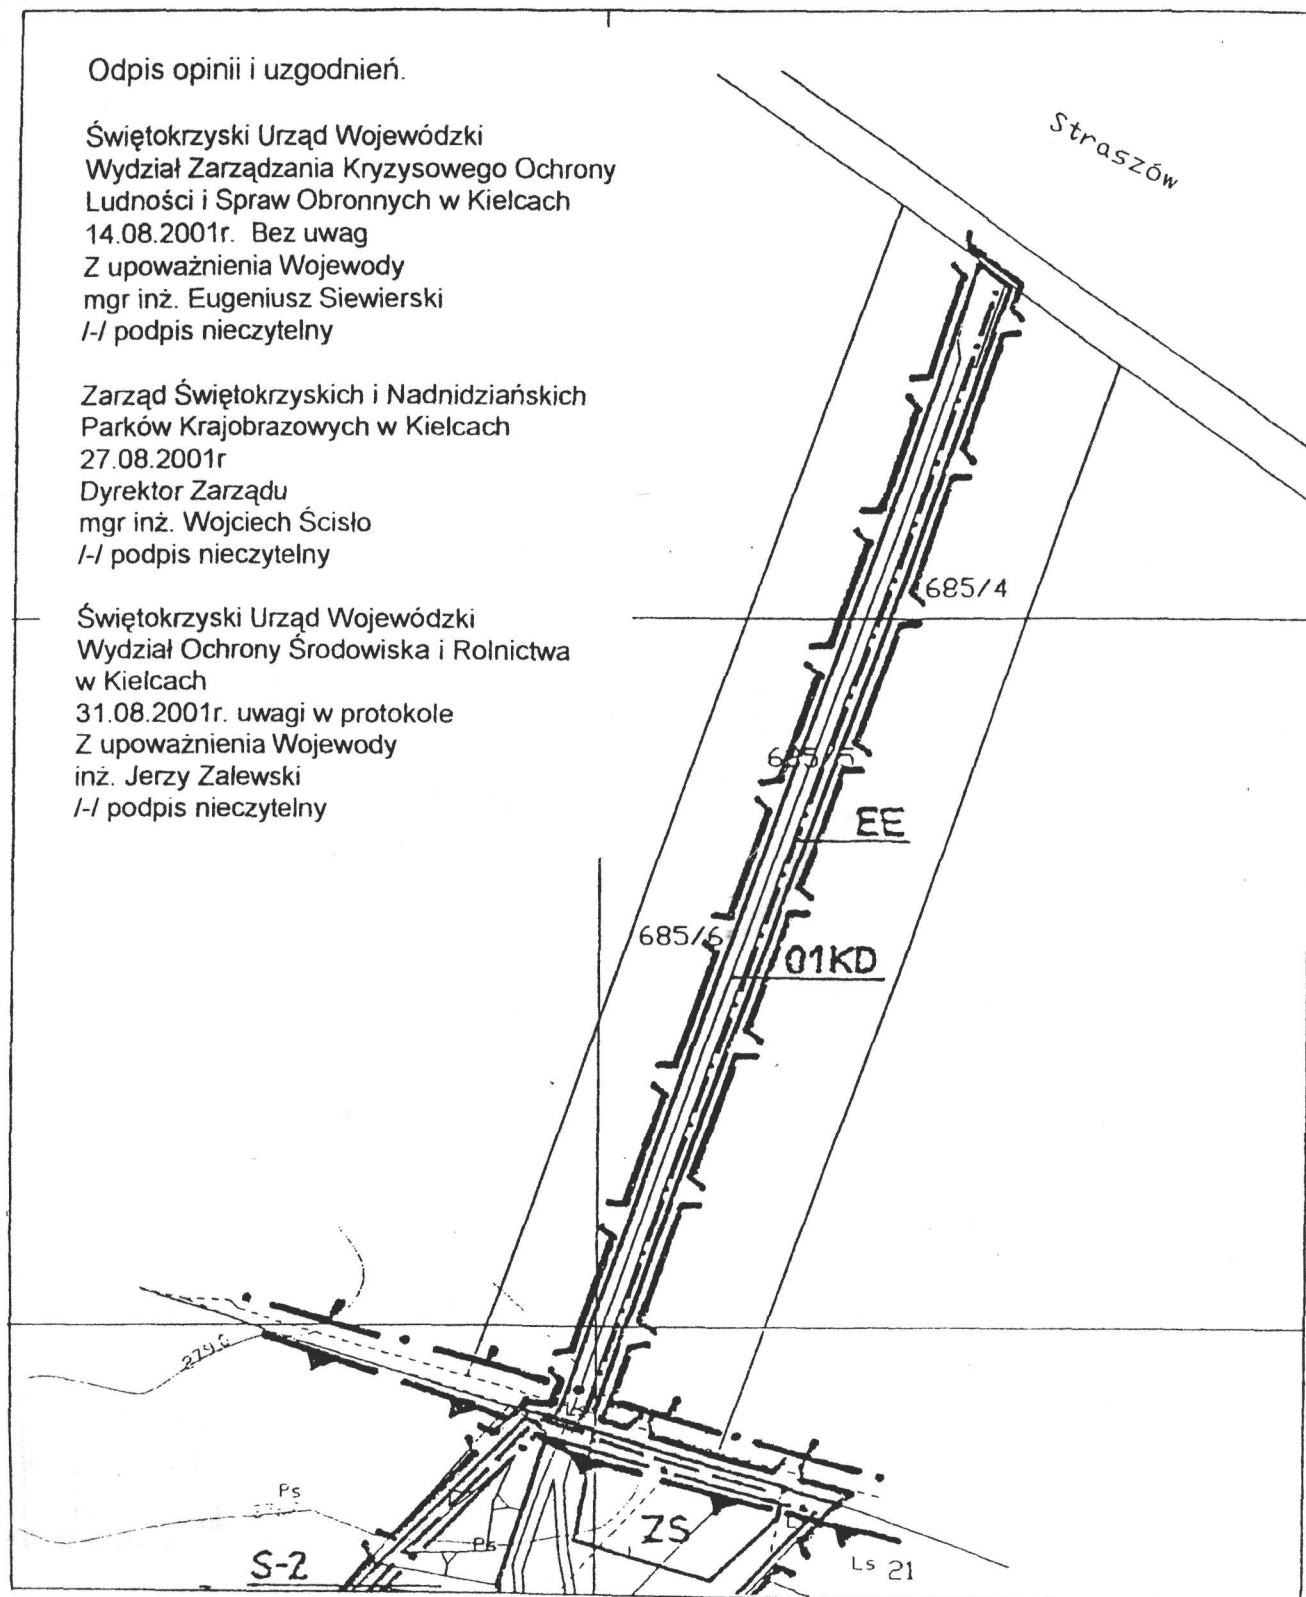 Odpis opinii i uzgodnień.
Świętokrzyski Urząd Wojewódzki
Wydział Zarządzania Kryzysowego Ochrony
Ludności i Spraw Obronnych w Kielcach
14.08.2001r. Bez uwag
Z upoważnienia Wojewody
mgr inż. Eugeniusz Siewierski
/-/ podpis nieczytelny
Zarząd Świętokrzyskich i Nadnidziańskich
Parków Krajobrazowych w Kielcach
27.08.2001r
Dyrektor Zarządu
mgr inż. Wojciech Ścisło
/-/ podpis nieczytelny
Świętokrzyski Urząd Wojewódzki
Wydział Ochrony Środowiska i Rolnictwa
w Kielcach
31.08.2001r. uwagi w protokole
Z upoważnienia Wojewody
inż. Jerzy Zalewski
/-/ podpis nieczytelny
Straszów
685/4
685/5
EE
685/6
01KD
Ps
Ps
ZS
S-2
Ls 21